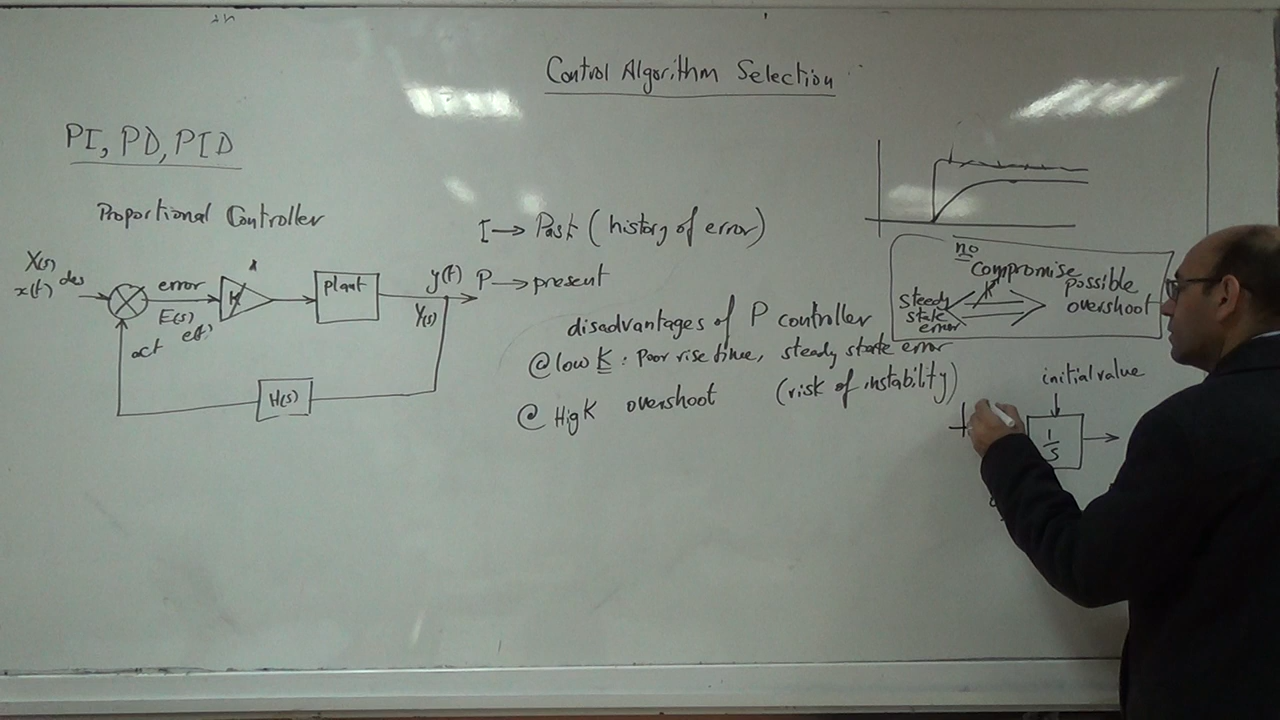 Control Algorithm Selection
PI, PD, PID
Proportional Controller
I → Past (history of error)
P → present
X(s)
x(t) des
error
E(s)
e(t)
K
plant
y(t)
Y(s)
act
H(s)
disadvantages of P controller
@ low K : Poor rise time, steady state error
@ Hig K overshoot (risk of instability)
no
compromise
steady
state
error
possible
overshoot
initial value
1
s